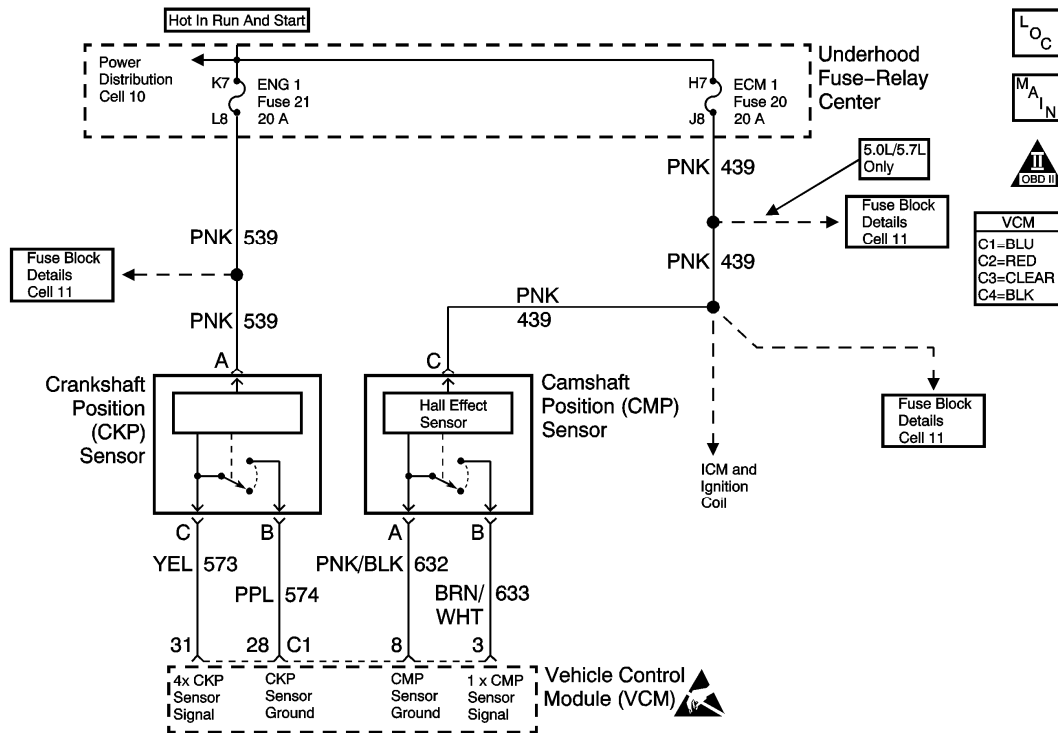 Hot In Run And Start
Power
Distribution
Cell 10
K7
ENG 1
Fuse 21
20 A
L8
H7
ECM 1
Fuse 20
20 A
J8
Underhood
Fuse-Relay
Center
L
O
C
M
A
I
N
II
OBD II
PNK 439
5.0L/5.7L
Only
Fuse Block
Details
Cell 11
VCM
C1=BLU
C2=RED
C3=CLEAR
C4=BLK
PNK 539
Fuse Block
Details
Cell 11
PNK 439
PNK
439
PNK 539
A
C
Crankshaft
Position
(CKP)
Sensor
Hall Effect
Sensor
Camshaft
Position (CMP)
Sensor
Fuse Block
Details
Cell 11
ICM and
Ignition
Coil
C
B
A
B
YEL 573
PPL 574
PNK/BLK 632
BRN/
WHT
633
31
28
C1
8
3
4x CKP
Sensor
Signal
CKP
Sensor
Ground
CMP
Sensor
Ground
1 x CMP
Sensor
Signal
Vehicle Control
Module (VCM)